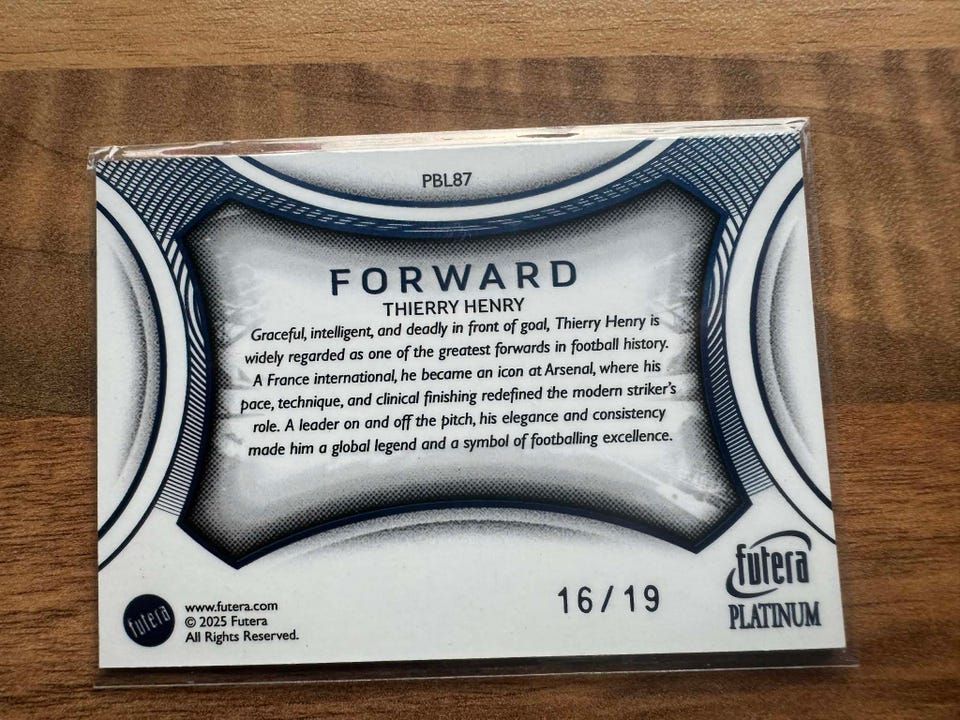 PBL87
FORWARD
THIERRY HENRY
Graceful, intelligent, and deadly in front of goal, Thierry Henry is
widely regarded as one of the greatest forwards in football history.
A France international, he became an icon at Arsenal, where his
pace, technique, and clinical finishing redefined the modern striker's
role. A leader on and off the pitch, his elegance and consistency
made him a global legend and a symbol of footballing excellence.
futera
www.futera.com
© 2025 Futera
All Rights Reserved.
16/19
futera
PLATINUM